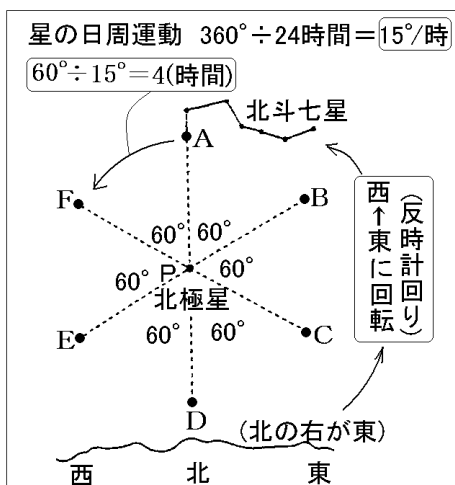 星の日周運動 360°÷24時間＝15°/時
60°÷15°＝4(時間)
北斗七星
A
F
B
60° 60°
60° P 60°
北極星
60° 60°
E
C
D
西↑東に回転
(反時計回り)
(北の右が東)
西 北 東